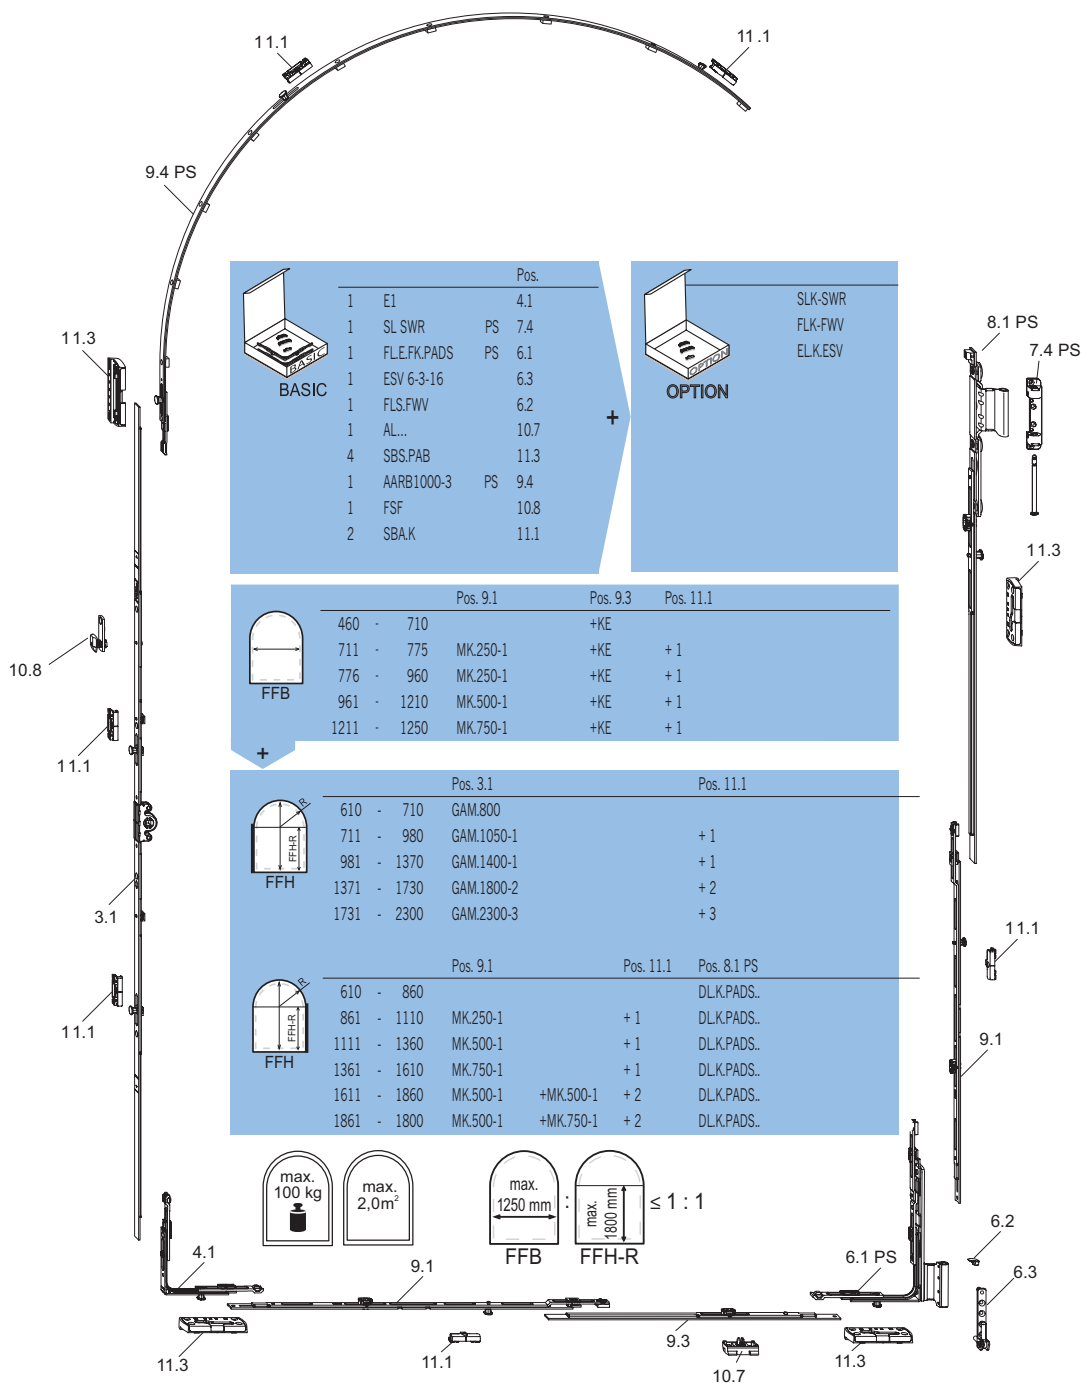 11.1
11.1
9.4 PS
11.3
10.8
11.1
3.1
11.1
Pos.
1 E1 4.1
1 SL SWR PS 7.4
1 FL.E.FK.PADS PS 6.1
1 ESV 6-3-16 6.3
1 FLS.FWV 6.2
1 AL... 10.7
4 SBS.PAB 11.3
1 AARB1000-3 PS 9.4
1 FSF 10.8
2 SBA.K 11.1
BASIC
BASIC
+
SLK-SWR
FLK-FWV
EL.K.ESV
OPTION
OPTION
8.1 PS
7.4 PS
11.3
Pos. 9.1 Pos. 9.3 Pos. 11.1
460 - 710 +KE
711 - 775 MK.250-1 +KE + 1
776 - 960 MK.250-1 +KE + 1
961 - 1210 MK.500-1 +KE + 1
1211 - 1250 MK.750-1 +KE + 1
FFB
+
Pos. 3.1 Pos. 11.1
610 - 710 GAM.800
711 - 980 GAM.1050-1 + 1
981 - 1370 GAM.1400-1 + 1
1371 - 1730 GAM.1800-2 + 2
1731 - 2300 GAM.2300-3 + 3
R
FFH-R
FFH
Pos. 9.1 Pos. 11.1 Pos. 8.1 PS
610 - 860 DL.K.PADS..
861 - 1110 MK.250-1 + 1 DL.K.PADS..
1111 - 1360 MK.500-1 + 1 DL.K.PADS..
1361 - 1610 MK.750-1 + 1 DL.K.PADS..
1611 - 1860 MK.500-1 +MK.500-1 + 2 DL.K.PADS..
1861 - 1800 MK.500-1 +MK.750-1 + 2 DL.K.PADS..
R
FFH-R
FFH
11.1
9.1
max.
100 kg
max.
2,0m²
max.
1250 mm
FFB
:
max.
1800 mm
FFH-R
≤ 1 : 1
4.1
9.1
6.1 PS
6.2
6.3
11.3
11.1
9.3
10.7
11.3